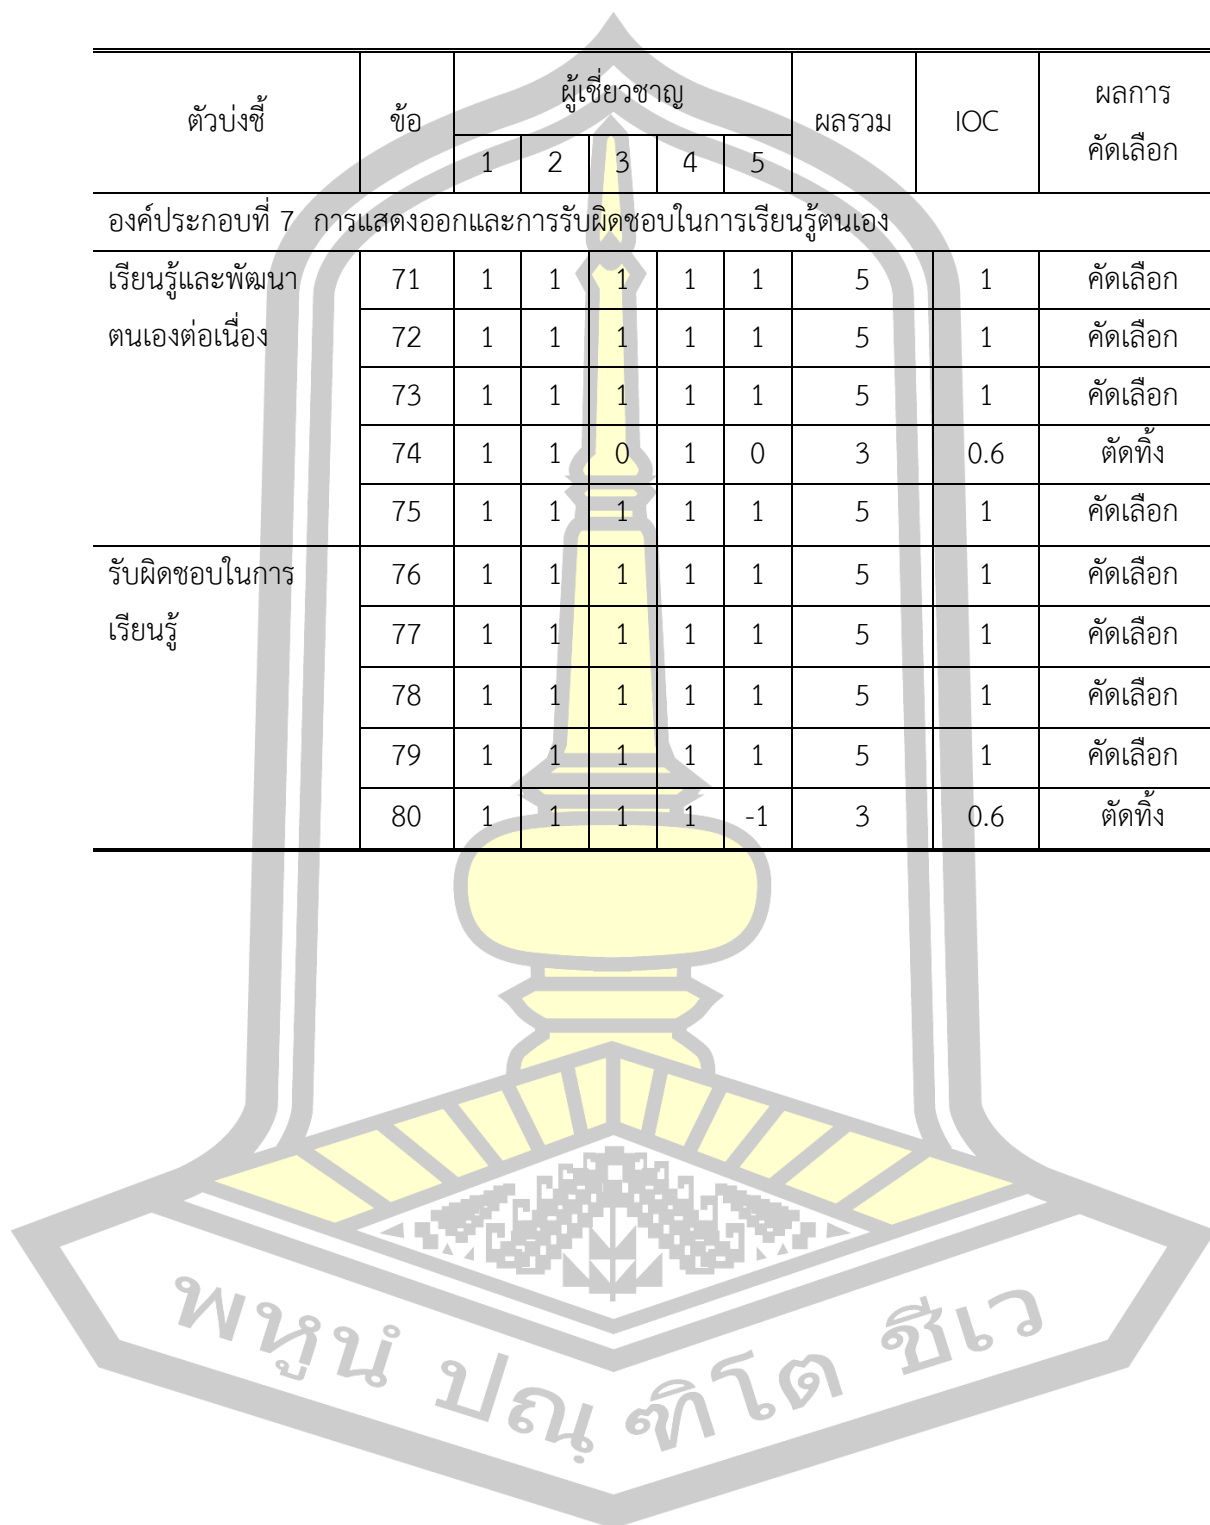 ตัวบ่งชี้ ข้อ ผู้เชี่ยวชาญ ผลรวม IOC ผลการคัดเลือก
1 2 3 4 5
องค์ประกอบที่ 7 การแสดงออกและการรับผิดชอบในการเรียนรู้ตนเอง
เรียนรู้และพัฒนา 71 1 1 1 1 1 5 1 คัดเลือก
ตนเองต่อเนื่อง 72 1 1 1 1 1 5 1 คัดเลือก
73 1 1 1 1 1 5 1 คัดเลือก
74 1 1 0 1 0 3 0.6 ตัดทิ้ง
75 1 1 1 1 1 5 1 คัดเลือก
รับผิดชอบในการ 76 1 1 1 1 1 5 1 คัดเลือก
เรียนรู้ 77 1 1 1 1 1 5 1 คัดเลือก
78 1 1 1 1 1 5 1 คัดเลือก
79 1 1 1 1 1 5 1 คัดเลือก
80 1 1 1 1 -1 3 0.6 ตัดทิ้ง
พหูนํ ปณฺฑิโต ชีเว